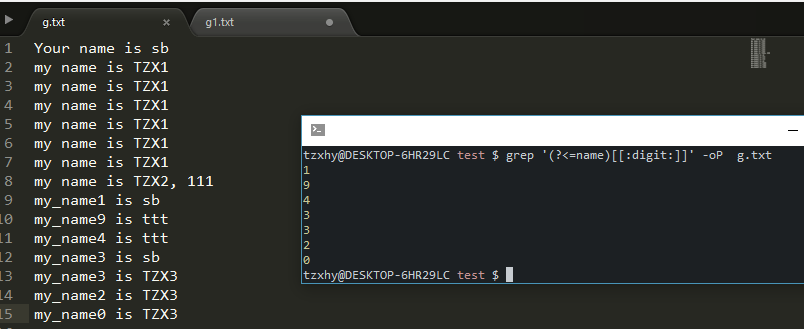 g.txt ×
g1.txt
1 Your name is sb
2 my name is TZX1
3 my name is TZX1
4 my name is TZX1
5 my name is TZX1
6 my name is TZX1
7 my name is TZX1
8 my name is TZX2, 111
9 my_name1 is sb
10 my_name9 is ttt
11 my_name4 is ttt
12 my_name3 is sb
13 my_name3 is TZX3
14 my_name2 is TZX3
15 my_name0 is TZX3
tzxhy@DESKTOP-6HR29LC test $ grep '(?<=name)[[:digit:]]' -oP  g.txt
1
9
4
3
3
2
0
tzxhy@DESKTOP-6HR29LC test $